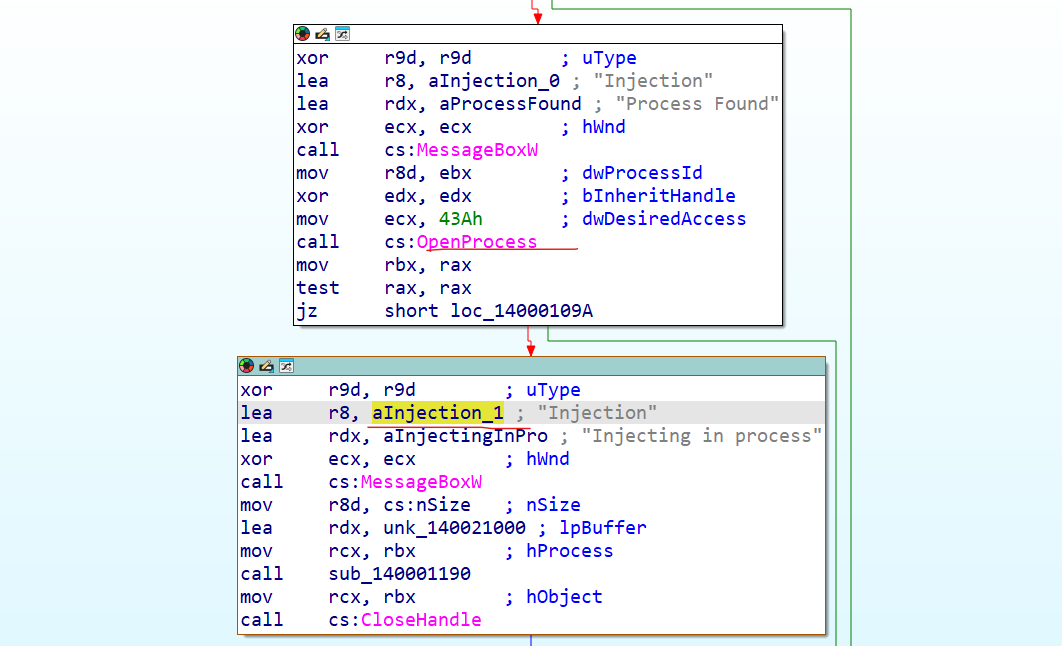 xor r9d, r9d ; uType
lea r8, aInjection_0 ; "Injection"
lea rdx, aProcessFound ; "Process Found"
xor ecx, ecx ; hWnd
call cs:MessageBoxW
mov r8d, ebx ; dwProcessId
xor edx, edx ; bInheritHandle
mov ecx, 43Ah ; dwDesiredAccess
call cs:OpenProcess
mov rbx, rax
test rax, rax
jz short loc_14000109A
xor r9d, r9d ; uType
lea r8, aInjection_1 ; "Injection"
lea rdx, aInjectingInPro ; "Injecting in process"
xor ecx, ecx ; hWnd
call cs:MessageBoxW
mov r8d, cs:nSize ; nSize
lea rdx, unk_140021000 ; lpBuffer
mov rcx, rbx ; hProcess
call sub_140001190
mov rcx, rbx ; hObject
call cs:CloseHandle